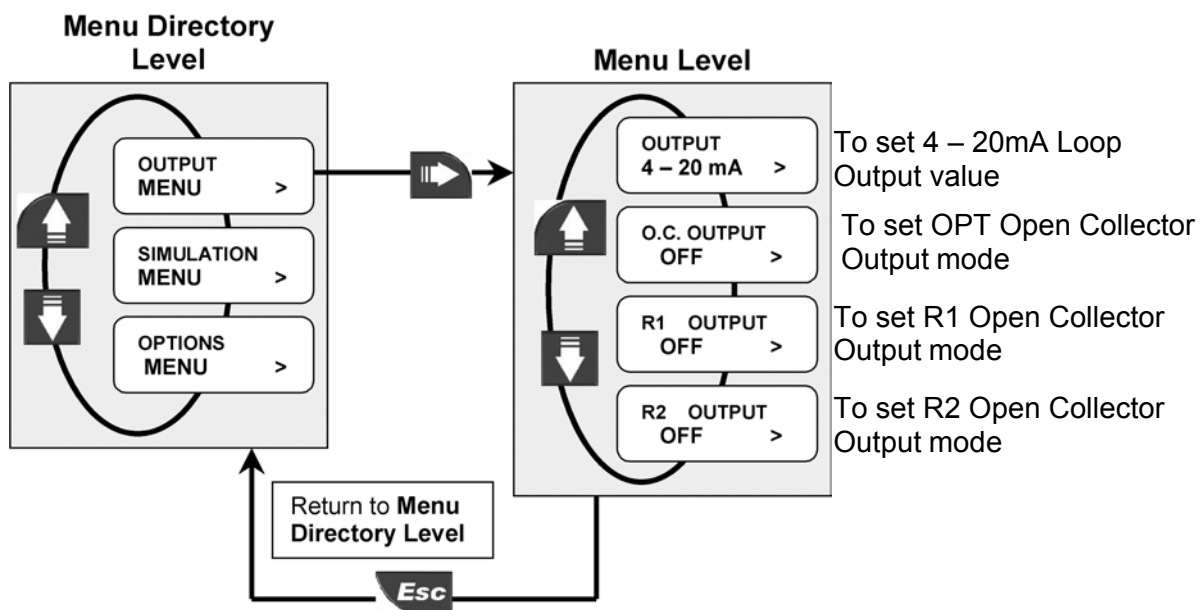 Menu Directory
Level
OUTPUT
MENU >
SIMULATION
MENU >
OPTIONS
MENU >
Menu Level
OUTPUT
4 – 20 mA >
To set 4 – 20mA Loop
Output value
O.C. OUTPUT
OFF >
To set OPT Open Collector
Output mode
R1 OUTPUT
OFF >
To set R1 Open Collector
Output mode
R2 OUTPUT
OFF >
To set R2 Open Collector
Output mode
Return to Menu
Directory Level
Esc